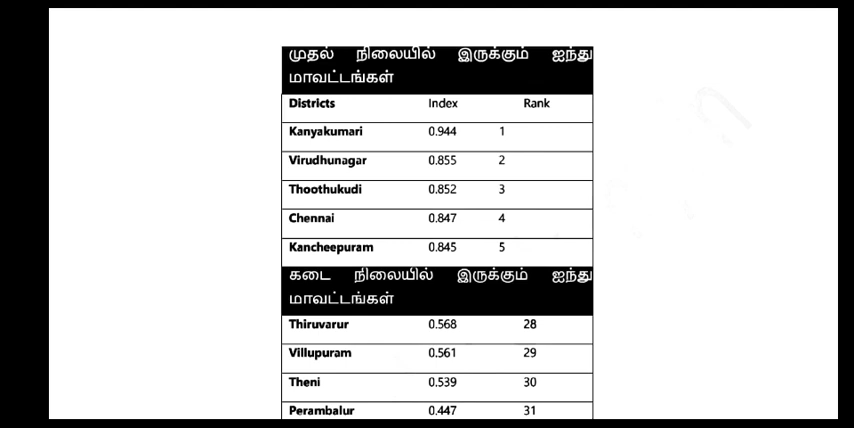 முதல் நிலையில் இருக்கும் ஐந்து
மாவட்டங்கள்
Districts Index Rank
Kanyakumari 0.944 1
Virudhunagar 0.855 2
Thoothukudi 0.852 3
Chennai 0.847 4
Kancheepuram 0.845 5
கடை நிலையில் இருக்கும் ஐந்து
மாவட்டங்கள்
Thiruvarur 0.568 28
Villupuram 0.561 29
Theni 0.539 30
Perambalur 0.447 31